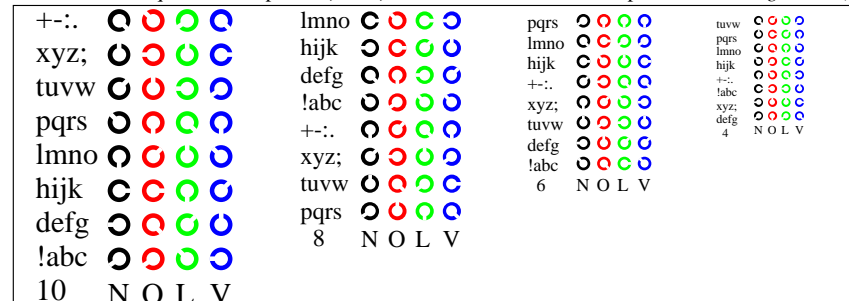 +-:.
xyz;
tuvw
pqrs
lmno
hijk
defg
!abc
10 N O L V
lmno
hijk
defg
!abc
+-:.
xyz;
tuvw
pqrs
8 N O L V
pqrs
lmno
hijk
+-:.
xyz;
tuvw
defg
!abc
6 N O L V
tuvw
pqrs
lmno
hijk
+-:.
!abc
xyz;
defg
4 N O L V